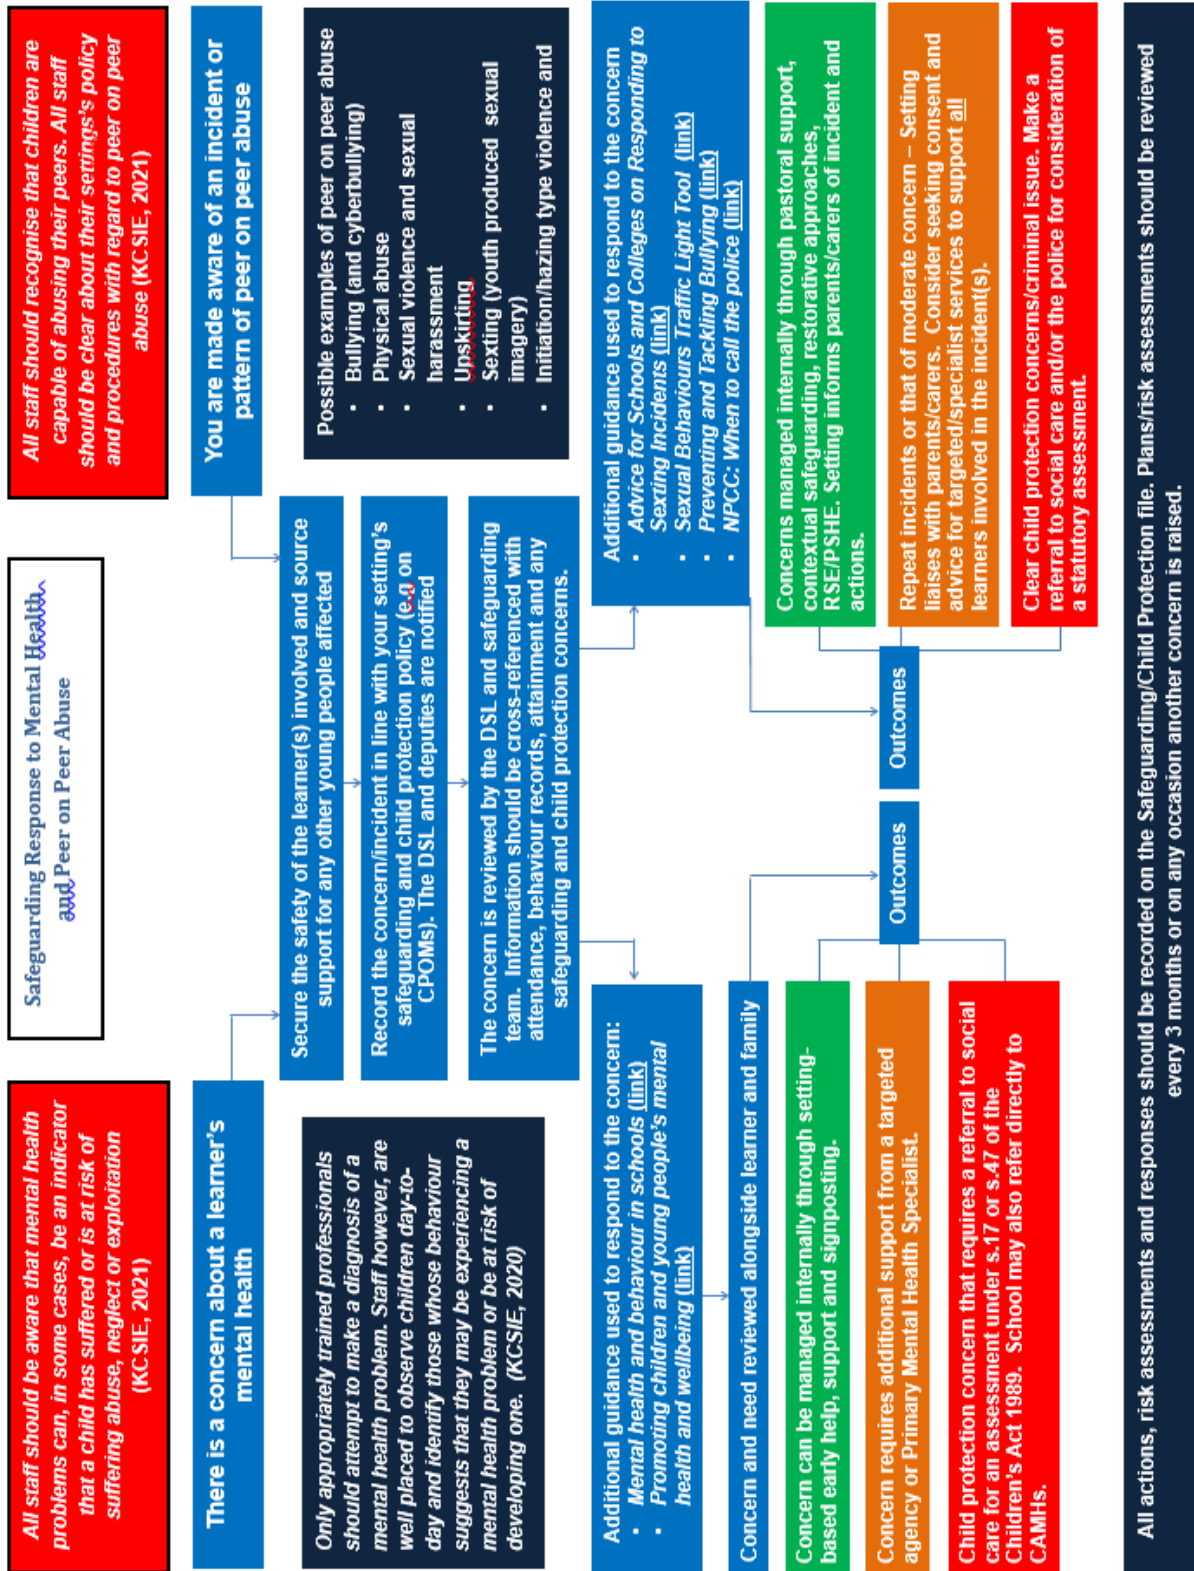 Safeguarding Response to Mental Health
and Peer on Peer Abuse
All staff should be aware that mental health
problems can, in some cases, be an indicator
that a child has suffered or is at risk of
suffering abuse, neglect or exploitation
(KCSIE, 2021)
All staff should recognise that children are
capable of abusing their peers. All staff
should be clear about their settings's policy
and procedures with regard to peer on peer
abuse (KCSIE, 2021)
There is a concern about a learner's
mental health
You are made aware of an incident or
pattern of peer on peer abuse
Secure the safety of the learner(s) involved and source
support for any other young people affected
Record the concern/incident in line with your setting's
safeguarding and child protection policy (e.g on
CPOMs). The DSL and deputies are notified
The concern is reviewed by the DSL and safeguarding
team. Information should be cross-referenced with
attendance, behaviour records, attainment and any
safeguarding and child protection concerns.
Only appropriately trained professionals
should attempt to make a diagnosis of a
mental health problem. Staff however, are
well placed to observe children day-to-
day and identify those whose behaviour
suggests that they may be experiencing a
mental health problem or be at risk of
developing one. (KCSIE, 2020)
Possible examples of peer on peer abuse
• Bullying (and cyberbullying)
• Physical abuse
• Sexual violence and sexual
harassment
• Upskirting
• Sexting (youth produced sexual
imagery)
• Initiation/hazing type violence and
Additional guidance used to respond to the concern:
• Mental health and behaviour in schools (link)
• Promoting children and young people's mental
health and wellbeing (link)
Concern and need reviewed alongside learner and family
Additional guidance used to respond to the concern
• Advice for Schools and Colleges on Responding to
Sexting Incidents (link)
• Sexual Behaviours Traffic Light Tool (link)
• Preventing and Tackling Bullying (link)
• NPCC: When to call the police (link)
Outcomes
Concern can be managed internally through setting-
based early help, support and signposting.
Concern requires additional support from a targeted
agency or Primary Mental Health Specialist.
Child protection concern that requires a referral to social
care for an assessment under s.17 or s.47 of the
Children's Act 1989. School may also refer directly to
CAMHs.
Outcomes
Concerns managed internally through pastoral support,
contextual safeguarding, restorative approaches,
RSE/PSHE. Setting informs parents/carers of incident and
actions.
Repeat incidents or that of moderate concern – Setting
liaises with parents/carers. Consider seeking consent and
advice for targeted/specialist services to support all
learners involved in the incident(s).
Clear child protection concerns/criminal issue. Make a
referral to social care and/or the police for consideration of
a statutory assessment.
All actions, risk assessments and responses should be recorded on the Safeguarding/Child Protection file. Plans/risk assessments should be reviewed
every 3 months or on any occasion another concern is raised.